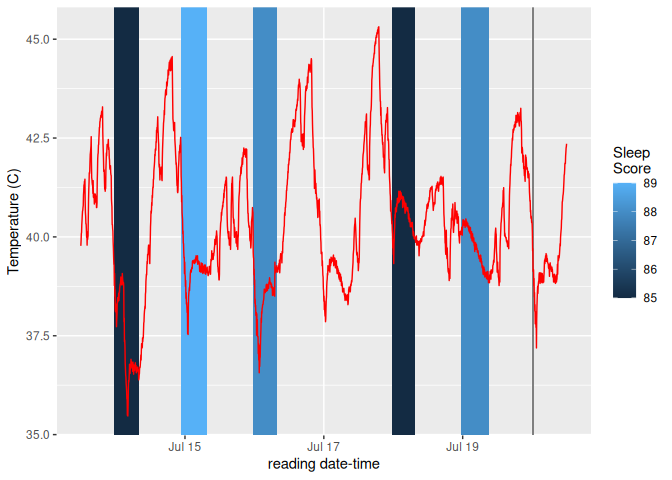 45.0
42.5
40.0
37.5
35.0
Temperature (C)
Jul 15
Jul 17
Jul 19
reading date-time
Sleep
Score
89
88
87
86
85